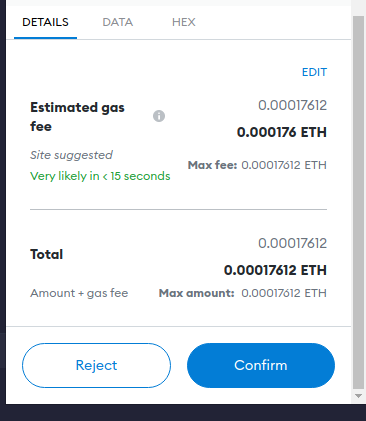 DETAILS DATA HEX
EDIT
Estimated gas fee
0.00017612
0.000176 ETH
Site suggested
Max fee: 0.00017612 ETH
Very likely in < 15 seconds
0.00017612
Total
0.00017612 ETH
Amount + gas fee Max amount: 0.00017612 ETH
Reject Confirm